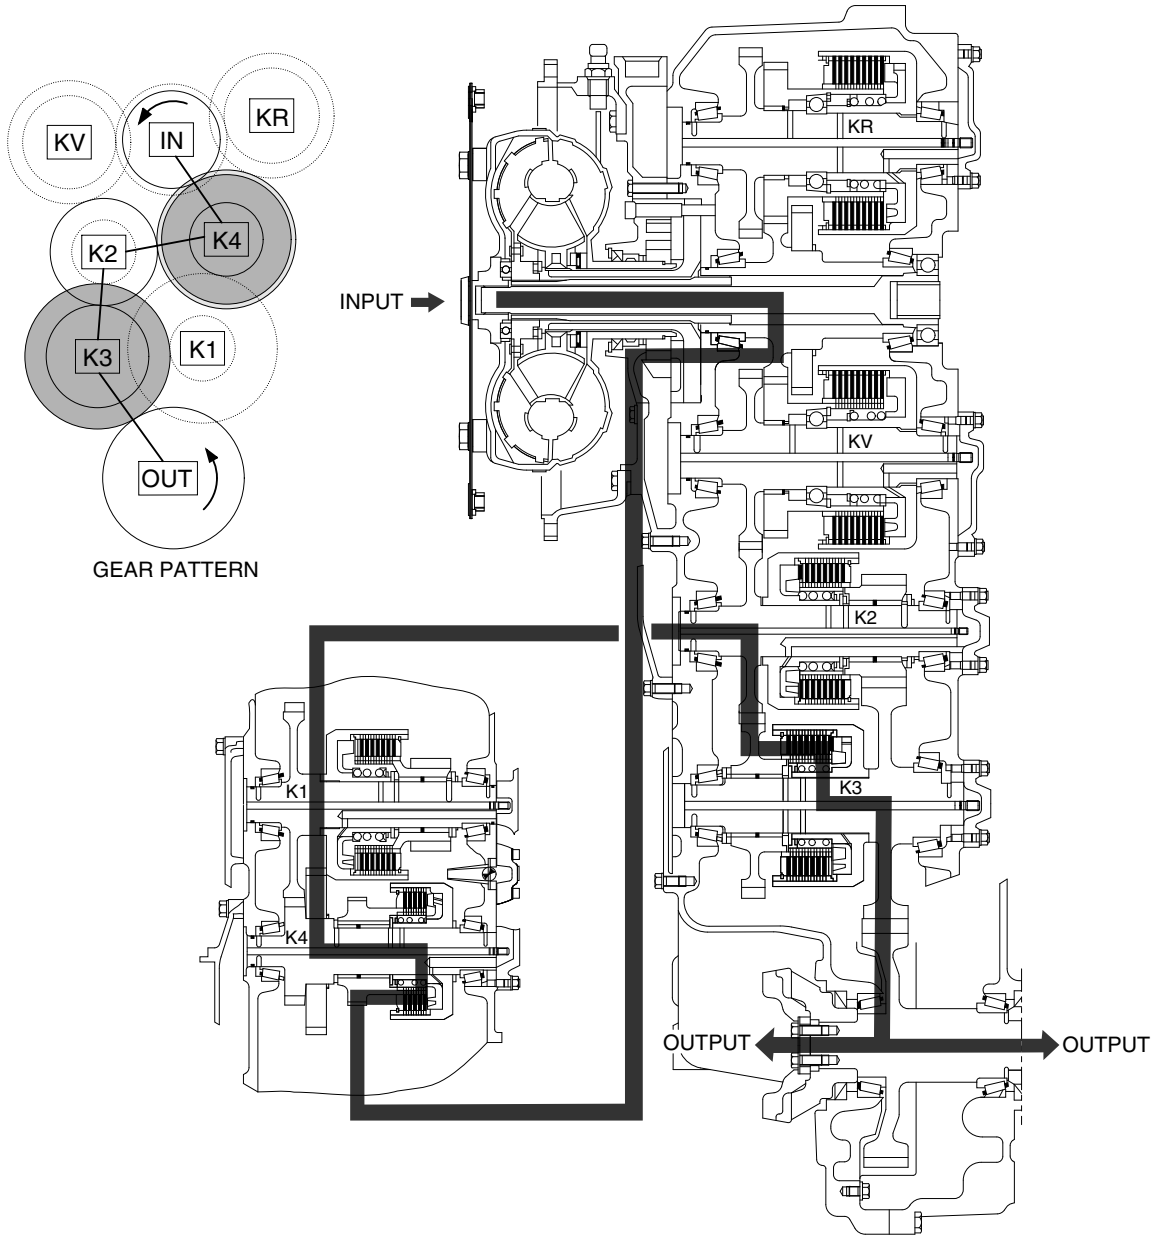 KV
IN
KR
K2
K4
K3
K1
OUT
GEAR PATTERN
INPUT
KR
KV
K2
K3
K1
K4
OUTPUT
OUTPUT